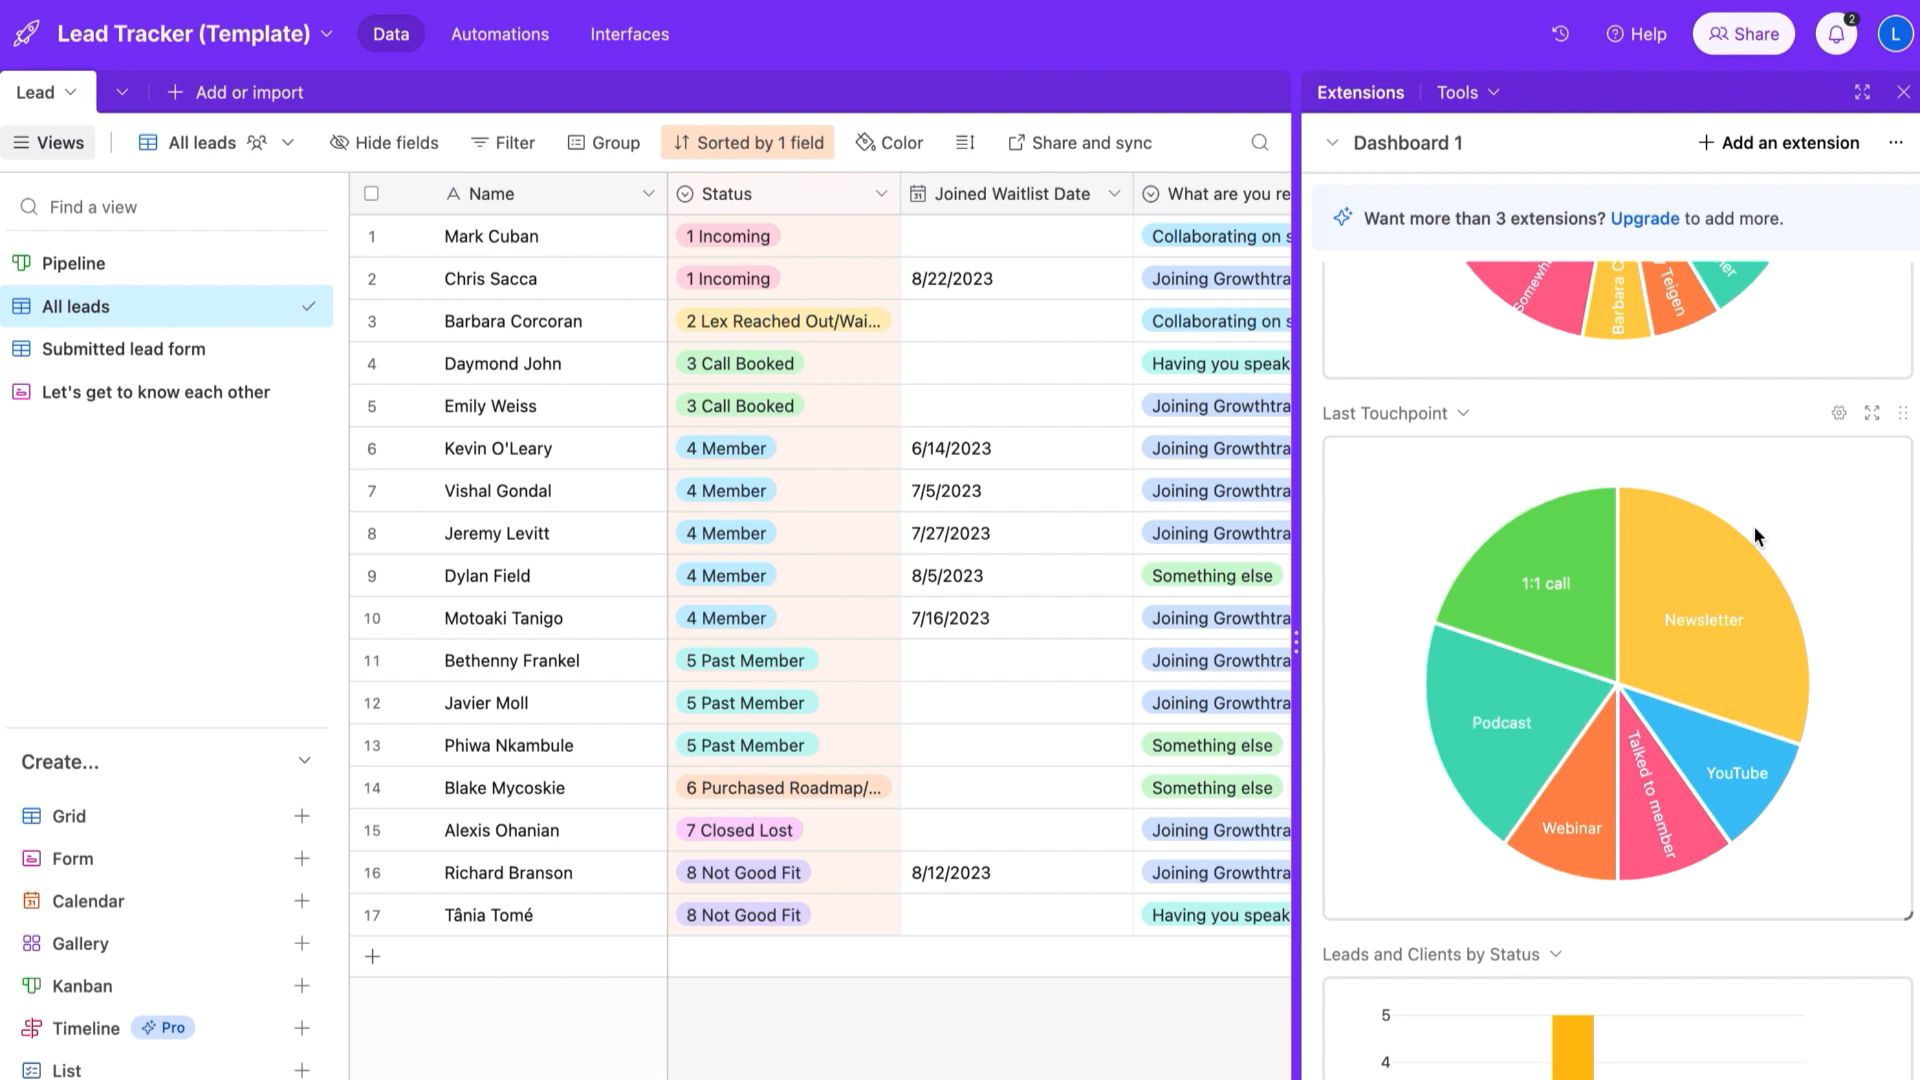 Lead Tracker (Template)
Data
Automations
Interfaces
Help
Share
2
L
Lead
Add or import
Extensions
Tools
Views
All leads
Hide fields
Filter
Group
Sorted by 1 field
Color
Share and sync
Dashboard 1
Add an extension
Find a view
Pipeline
All leads
Submitted lead form
Let's get to know each other
Create...
Grid
Form
Calendar
Gallery
Kanban
Timeline Pro
List
Name Status Joined Waitlist Date What are you re
1 Mark Cuban 1 Incoming Collaborating on s
2 Chris Sacca 1 Incoming 8/22/2023 Joining Growthtra
3 Barbara Corcoran 2 Lex Reached Out/Wai... Collaborating on s
4 Daymond John 3 Call Booked Having you speak
5 Emily Weiss 3 Call Booked Joining Growthtra
6 Kevin O'Leary 4 Member 6/14/2023 Joining Growthtra
7 Vishal Gondal 4 Member 7/5/2023 Joining Growthtra
8 Jeremy Levitt 4 Member 7/27/2023 Joining Growthtra
9 Dylan Field 4 Member 8/5/2023 Something else
10 Motoaki Tanigo 4 Member 7/16/2023 Joining Growthtra
11 Bethenny Frankel 5 Past Member Joining Growthtra
12 Javier Moll 5 Past Member Joining Growthtra
13 Phiwa Nkambule 5 Past Member Something else
14 Blake Mycoskie 6 Purchased Roadmap/... Something else
15 Alexis Ohanian 7 Closed Lost Joining Growthtra
16 Richard Branson 8 Not Good Fit 8/12/2023 Joining Growthtra
17 Tânia Tomé 8 Not Good Fit Having you speak
Want more than 3 extensions? Upgrade to add more.
Somewh
Barbara C
Teigen
er
Last Touchpoint
1:1 call
Newsletter
Podcast
YouTube
Talked to member
Webinar
Leads and Clients by Status
5
4